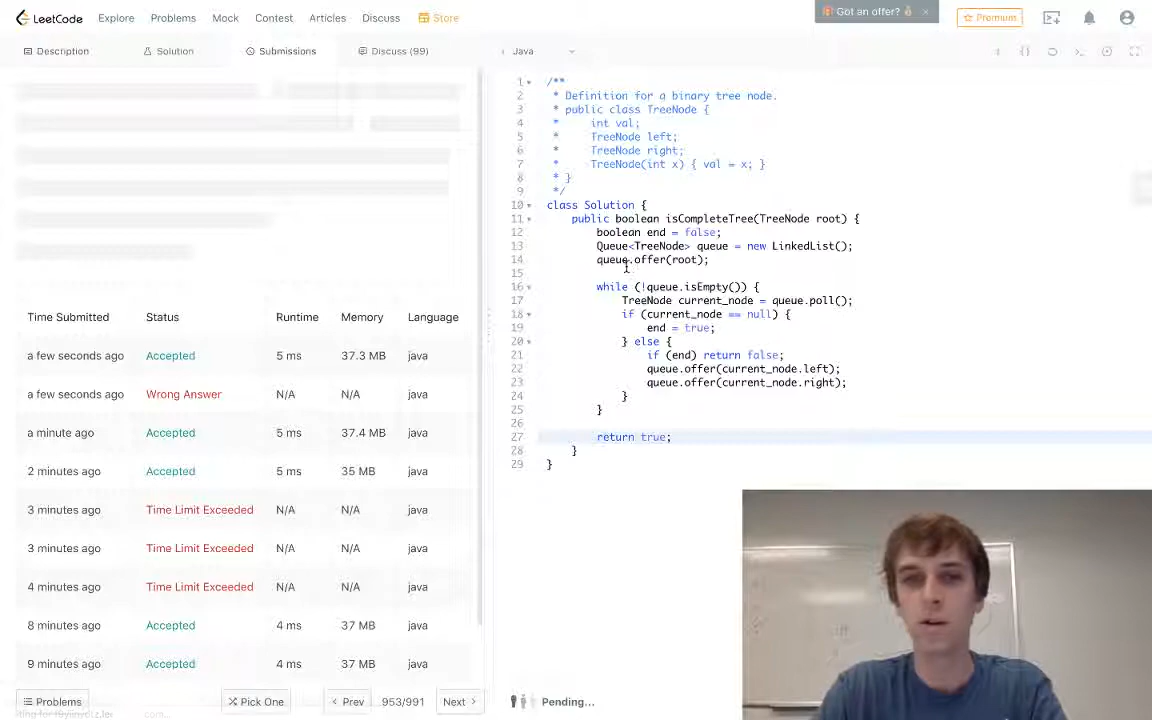 LeetCode Explore Problems Mock Contest Articles Discuss Store Got an offer? × Premium
Description Solution Submissions Discuss (99) Java
Time Submitted Status Runtime Memory Language
a few seconds ago Accepted 5 ms 37.3 MB java
a few seconds ago Wrong Answer N/A N/A java
a minute ago Accepted 5 ms 37.4 MB java
2 minutes ago Accepted 5 ms 35 MB java
3 minutes ago Time Limit Exceeded N/A N/A java
3 minutes ago Time Limit Exceeded N/A N/A java
4 minutes ago Time Limit Exceeded N/A N/A java
8 minutes ago Accepted 4 ms 37 MB java
9 minutes ago Accepted 4 ms 37 MB java
Problems Pick One Prev 953/991 Next
1 /**
2 * Definition for a binary tree node.
3 * public class TreeNode {
4 * int val;
5 * TreeNode left;
6 * TreeNode right;
7 * TreeNode(int x) { val = x; }
8 * }
9 */
10 class Solution {
11 public boolean isCompleteTree(TreeNode root) {
12 boolean end = false;
13 Queue<TreeNode> queue = new LinkedList();
14 queue.offer(root);
15
16 while (!queue.isEmpty()) {
17 TreeNode current_node = queue.poll();
18 if (current_node == null) {
19 end = true;
20 } else {
21 if (end) return false;
22 queue.offer(current_node.left);
23 queue.offer(current_node.right);
24 }
25 }
26
27 return true;
28 }
29 }
Pending...